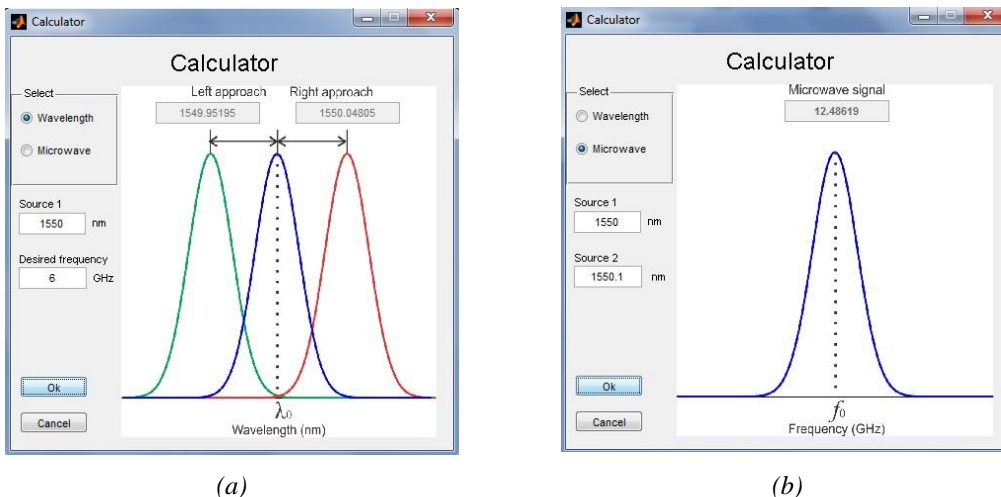 Calculator
Calculator
Select
Wavelength
Microwave
Source 1
1550 nm
Desired frequency
6 GHz
Ok
Cancel
Left approach Right approach
1549.95195 1550.04805
λ0
Wavelength (nm)
(a)
Calculator
Calculator
Select
Wavelength
Microwave
Source 1
1550 nm
Source 2
1550.1 nm
Ok
Cancel
Microwave signal
12.48619
f0
Frequency (GHz)
(b)